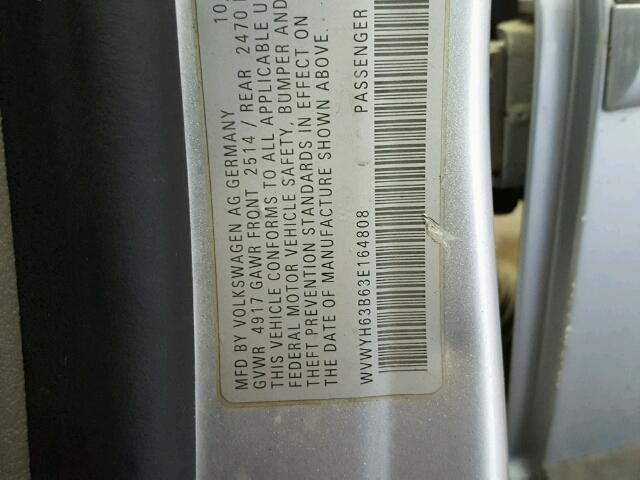 MFD BY VOLKSWAGEN AG GERMANY 10
GVWR 4917 GAWR FRONT 2514 / REAR 2470
THIS VEHICLE CONFORMS TO ALL APPLICABLE
FEDERAL MOTOR VEHICLE SAFETY, BUMPER AND
THEFT PREVENTION STANDARDS IN EFFECT ON
THE DATE OF MANUFACTURE SHOWN ABOVE.
WVWYH63B63E164808 PASSENGER